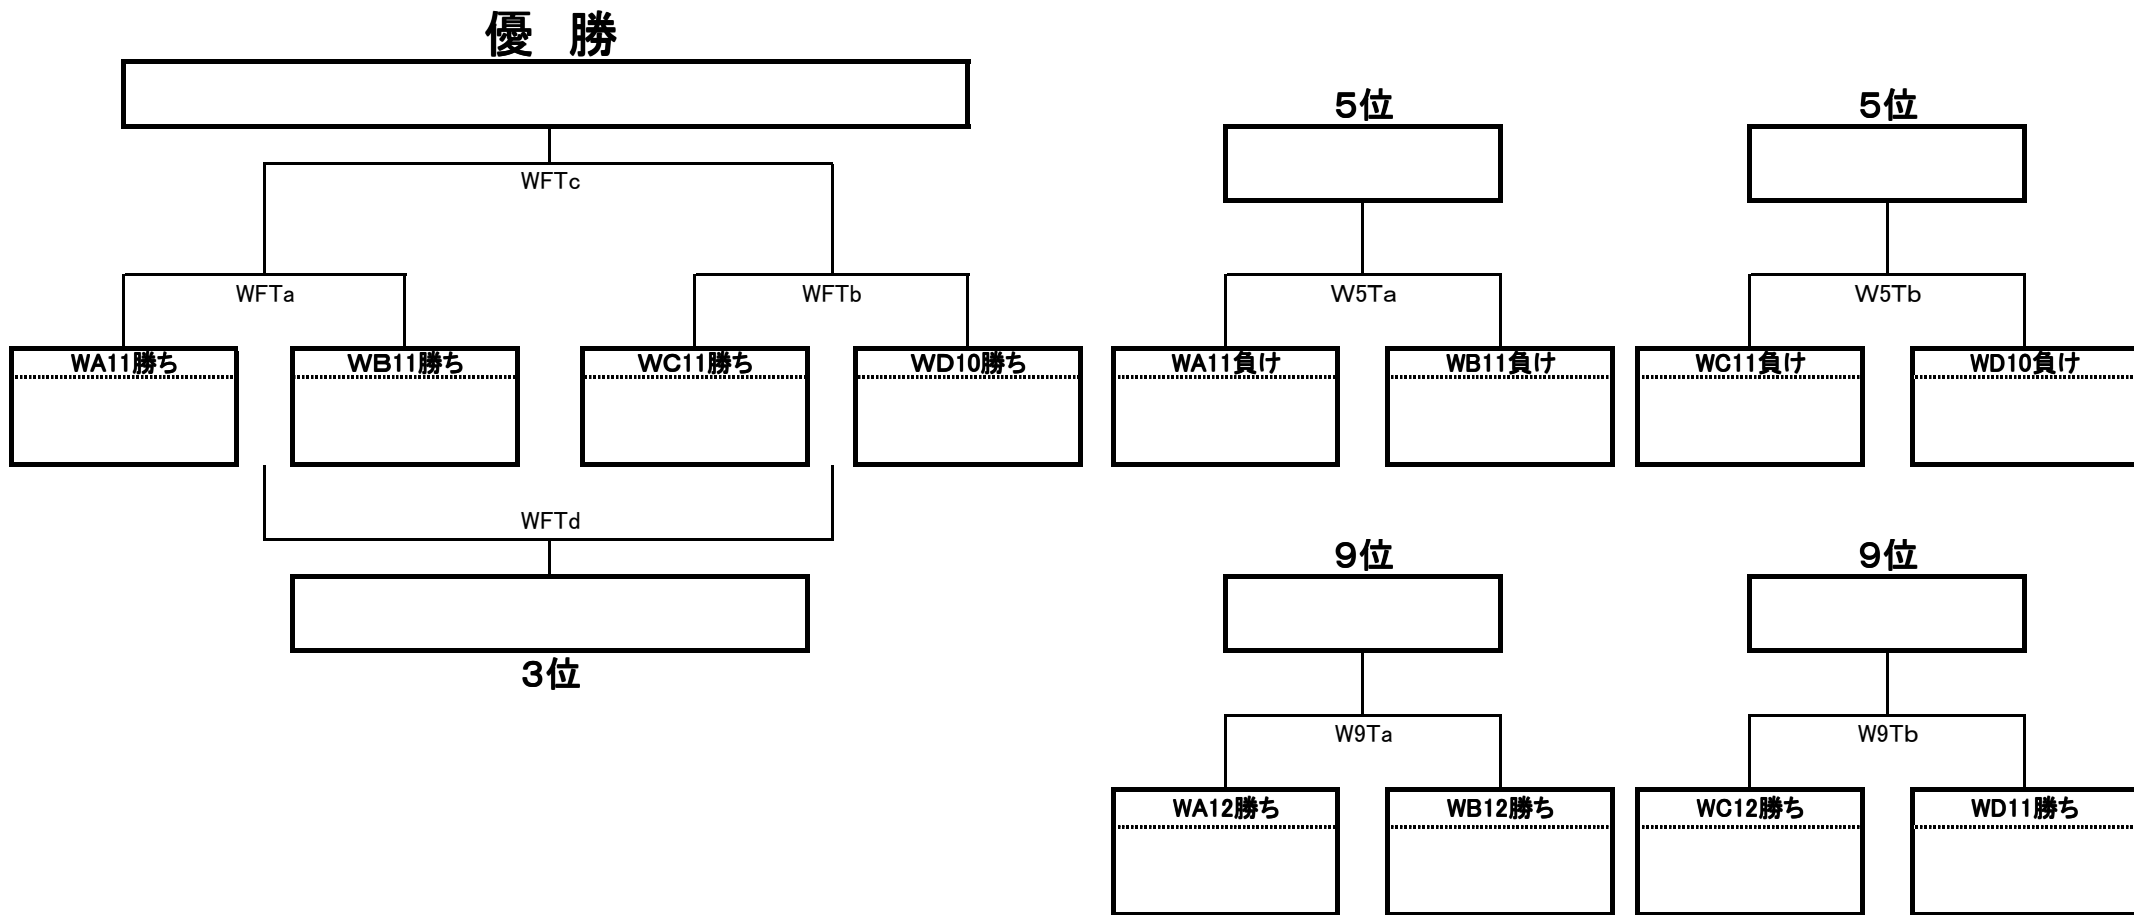 優 勝
5位 5位
WFTc
WFTa WFTb W5Ta W5Tb
WA11勝ち WB11勝ち WC11勝ち WD10勝ち WA11負け WB11負け WC11負け WD10負け
WFTd
9位 9位
3位
W9Ta W9Tb
WA12勝ち WB12勝ち WC12勝ち WD11勝ち